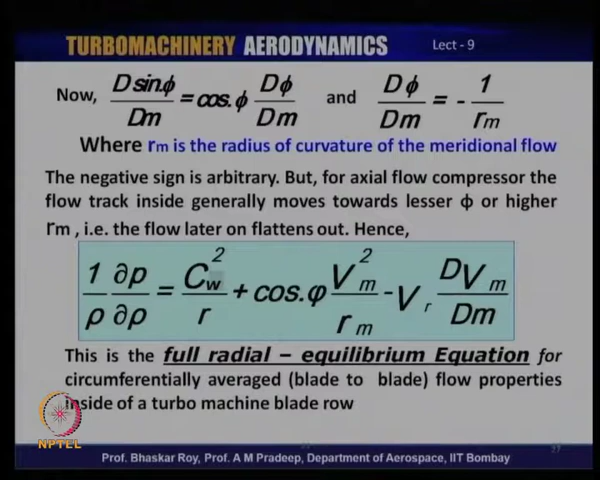 TURBOMACHINERY AERODYNAMICS Lect - 9
Now, D sin.ϕ / Dm = cos.ϕ Dϕ / Dm and Dϕ / Dm = - 1 / rm
Where rm is the radius of curvature of the meridional flow
The negative sign is arbitrary. But, for axial flow compressor the
flow track inside generally moves towards lesser ϕ or higher
rm , i.e. the flow later on flattens out. Hence,
1/ρ ∂p/∂ρ = Cw²/r + cos.φ Vm²/rm - Vr DVm/Dm
This is the full radial – equilibrium Equation for
circumferentially averaged (blade to blade) flow properties
inside of a turbo machine blade row
NPTEL
Prof. Bhaskar Roy, Prof. A M Pradeep, Department of Aerospace, IIT Bombay
27